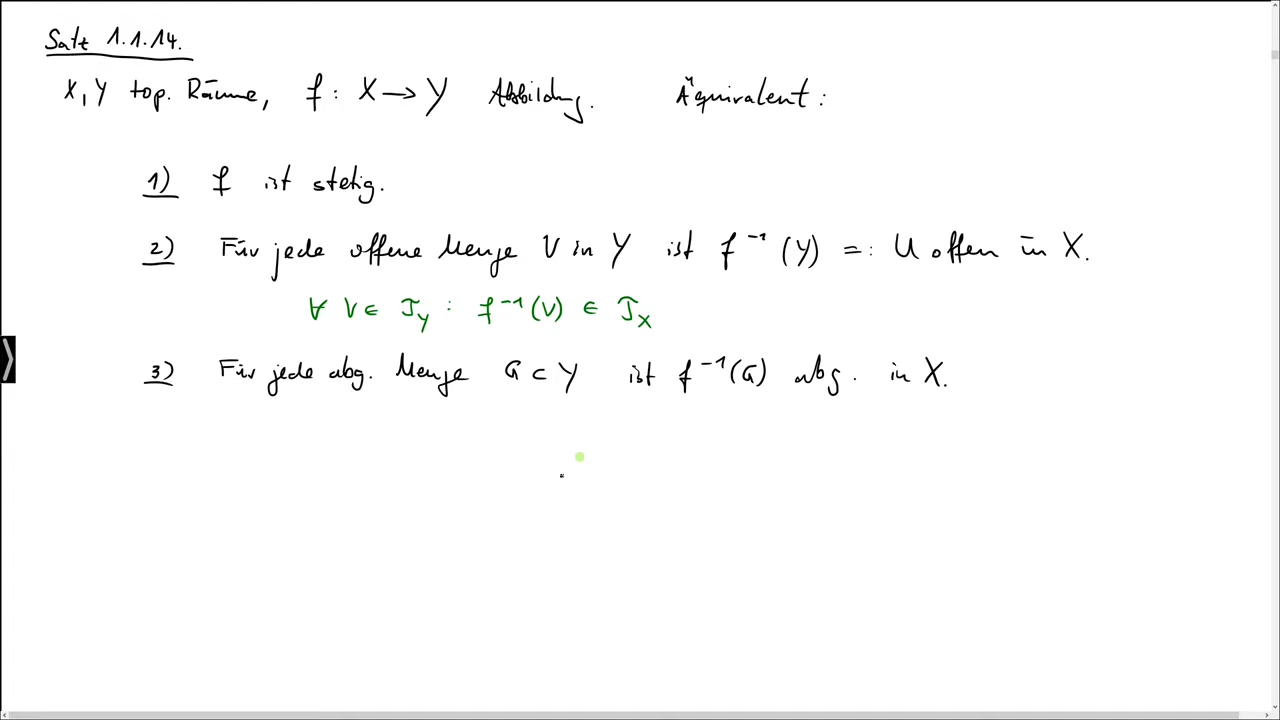 Satz 1.1.14.
X, Y top. Räume, f : X → Y Abbildung. Äquivalent :
1) f ist stetig.
2) Für jede offene Menge V in Y ist f⁻¹(Y) =: U offen in X.
∀ V ∈ 𝒯_Y : f⁻¹(V) ∈ 𝒯_X
3) Für jede abg. Menge G ⊂ Y ist f⁻¹(G) abg. in X.